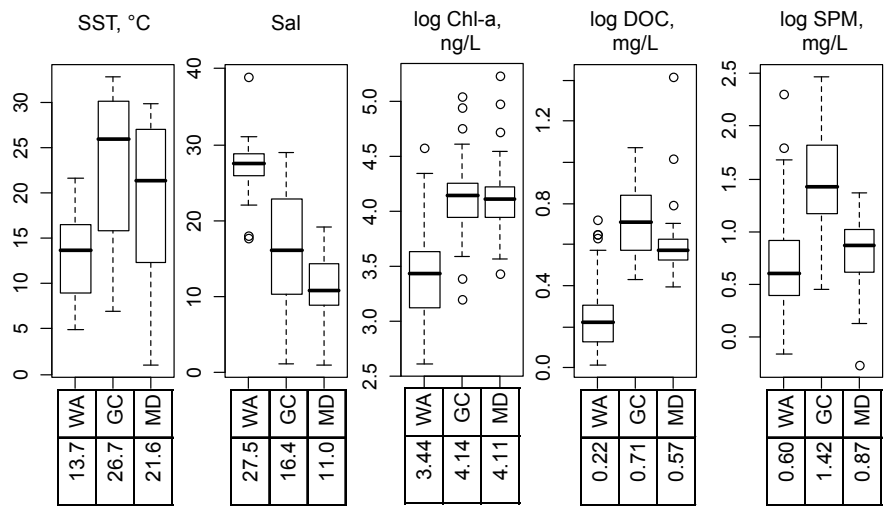 SST, °C
30
25
20
15
10
5
0
WA GC MD
13.7 26.7 21.6
Sal
40
30
20
10
0
WA GC MD
27.5 16.4 11.0
log Chl-a,
ng/L
5.0
4.5
4.0
3.5
3.0
2.5
WA GC MD
3.44 4.14 4.11
log DOC,
mg/L
1.2
0.8
0.4
0.0
WA GC MD
0.22 0.71 0.57
log SPM,
mg/L
2.5
2.0
1.5
1.0
0.5
0.0
WA GC MD
0.60 1.42 0.87